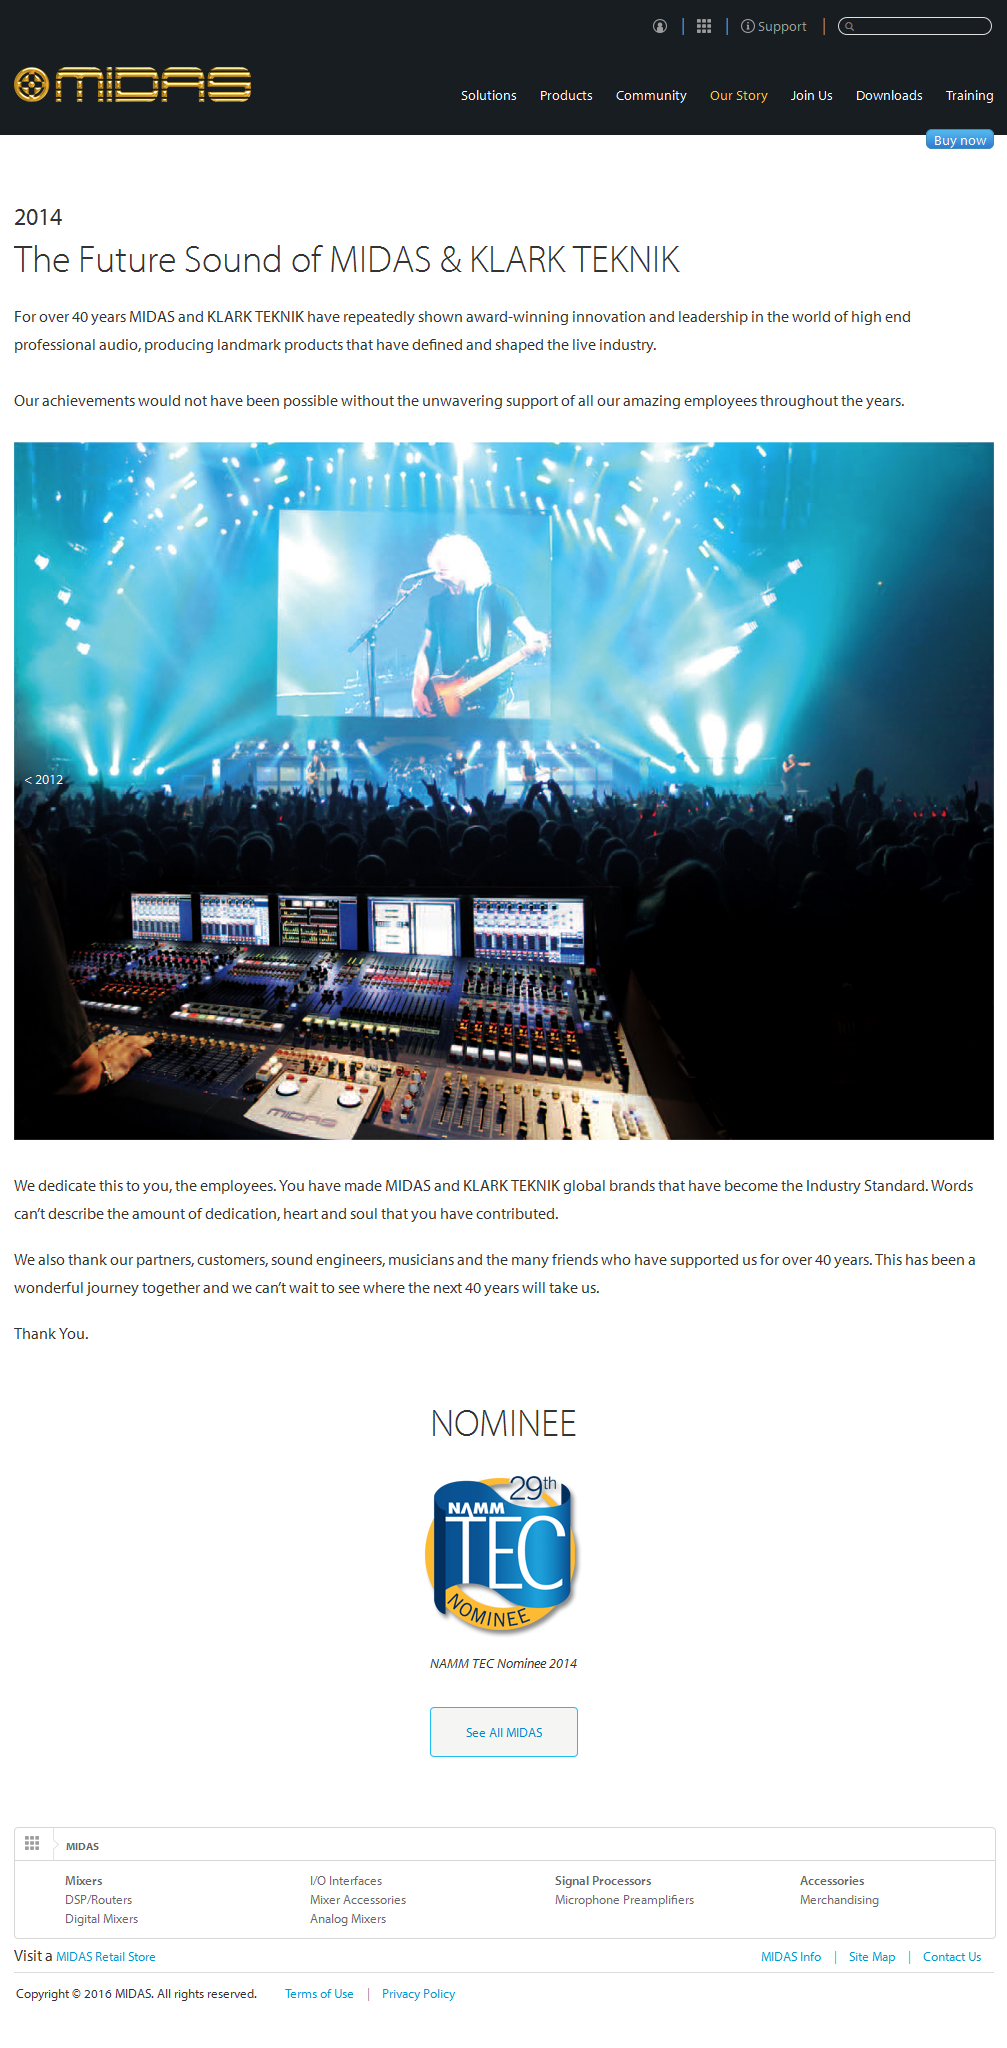 Support
MIDAS
Solutions Products Community Our Story Join Us Downloads Training
Buy now
2014
The Future Sound of MIDAS & KLARK TEKNIK
For over 40 years MIDAS and KLARK TEKNIK have repeatedly shown award-winning innovation and leadership in the world of high end
professional audio, producing landmark products that have defined and shaped the live industry.
Our achievements would not have been possible without the unwavering support of all our amazing employees throughout the years.
< 2012
MIDAS
We dedicate this to you, the employees. You have made MIDAS and KLARK TEKNIK global brands that have become the Industry Standard. Words
can’t describe the amount of dedication, heart and soul that you have contributed.
We also thank our partners, customers, sound engineers, musicians and the many friends who have supported us for over 40 years. This has been a
wonderful journey together and we can’t wait to see where the next 40 years will take us.
Thank You.
NOMINEE
29th
NAMM
TEC
NOMINEE
NAMM TEC Nominee 2014
See All MIDAS
MIDAS
Mixers I/O Interfaces Signal Processors Accessories
DSP/Routers Mixer Accessories Microphone Preamplifiers Merchandising
Digital Mixers Analog Mixers
Visit a MIDAS Retail Store MIDAS Info | Site Map | Contact Us
Copyright © 2016 MIDAS. All rights reserved. Terms of Use | Privacy Policy